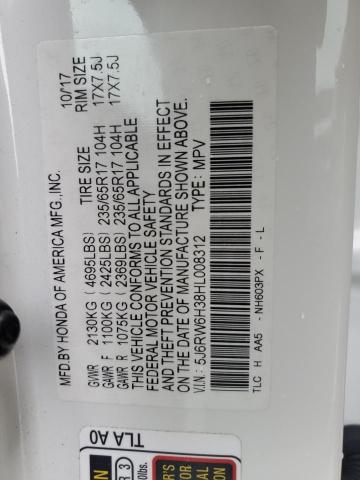 MFD.BY HONDA OF AMERICA MFG.,INC. 10/17
TIRE SIZE RIM SIZE
GVWR 2130KG (4695LBS)
GAWR F 1100KG (2425LBS) 235/65R17 104H 17X7.5J
GAWR R 1075KG (2369LBS) 235/65R17 104H 17X7.5J
THIS VEHICLE CONFORMS TO ALL APPLICABLE
FEDERAL MOTOR VEHICLE SAFETY
AND THEFT PREVENTION STANDARDS IN EFFECT
ON THE DATE OF MANUFACTURE SHOWN ABOVE.
V.I.N: 5J6RW6H38HL008312 TYPE: MPV
TLC H AA5 - NH603PX - F - L
TLA A0